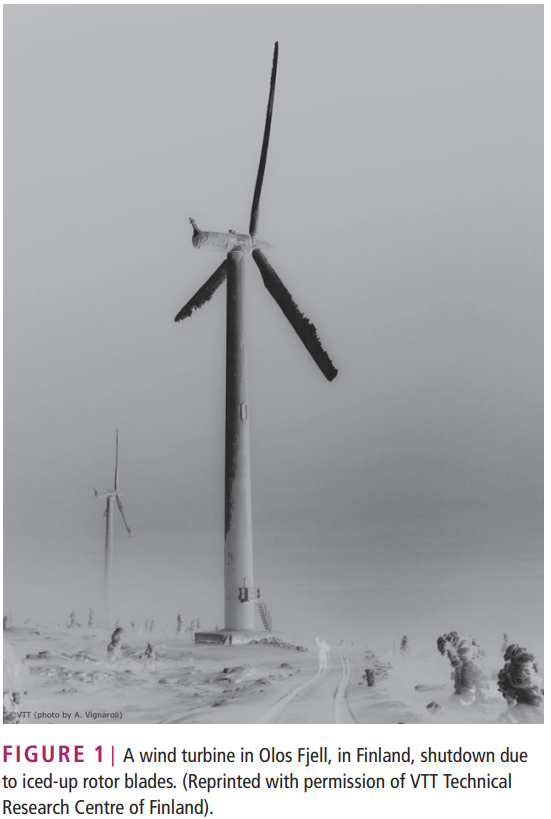 ©VTT (photo by A. Vignaroli)
FIGURE 1| A wind turbine in Olos Fjell, in Finland, shutdown due
to iced-up rotor blades. (Reprinted with permission of VTT Technical
Research Centre of Finland).